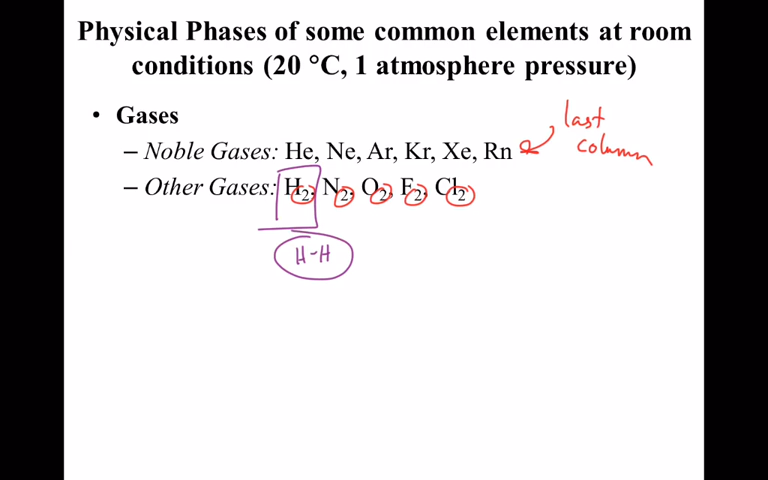 Physical Phases of some common elements at room
conditions (20 °C, 1 atmosphere pressure)
• Gases
– Noble Gases: He, Ne, Ar, Kr, Xe, Rn
last
column
– Other Gases: H₂, N₂, O₂, F₂, Cl₂
H-H